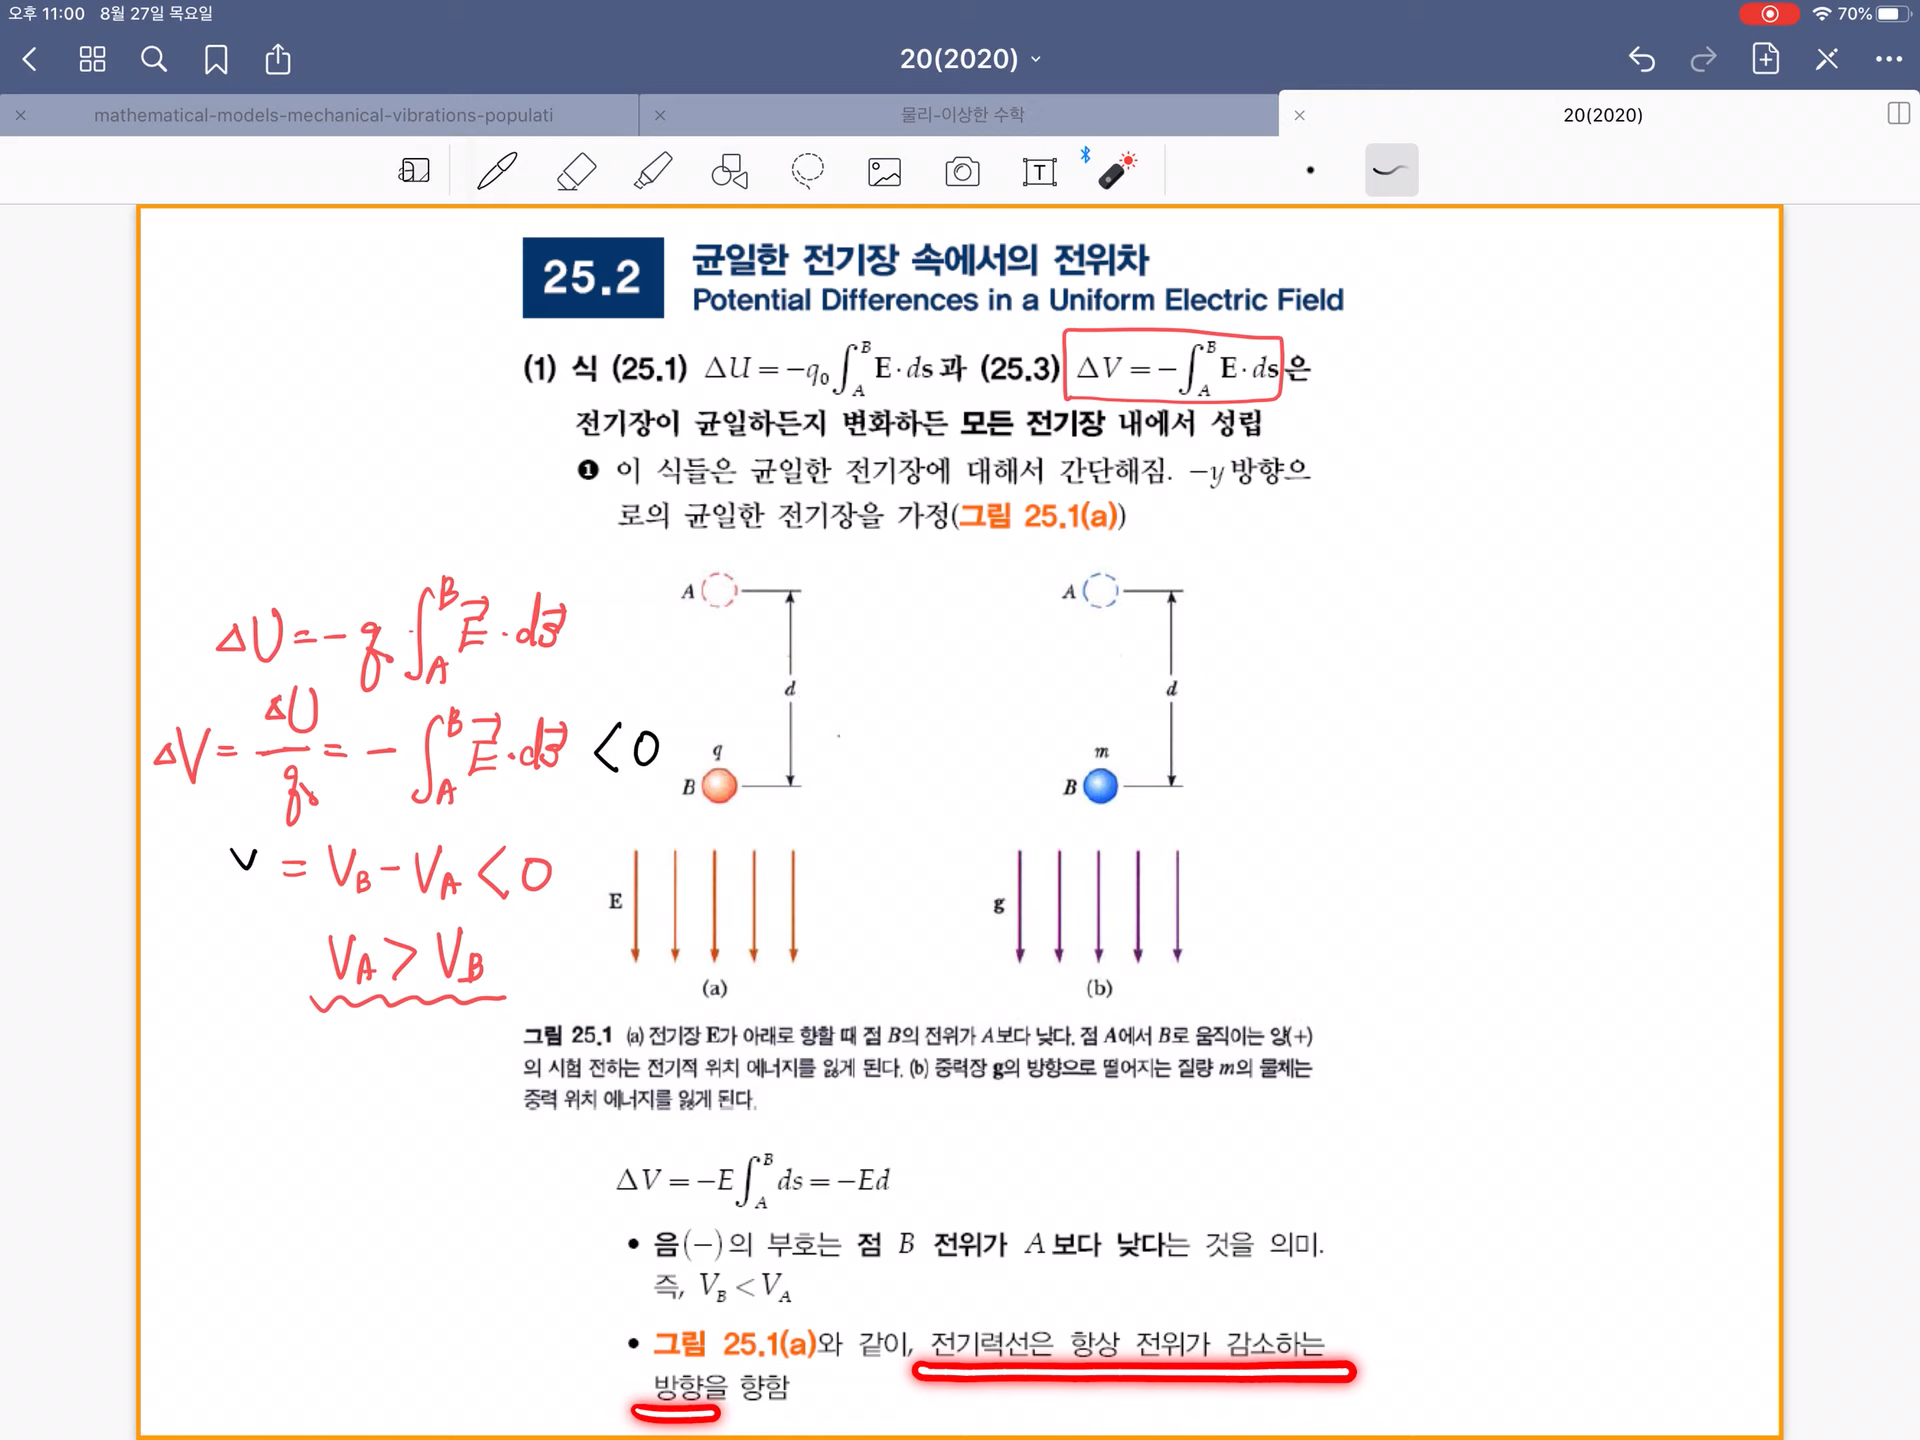 오후 11:00 8월 27일 목요일
70%
20(2020)
mathematical-models-mechanical-vibrations-populati
물리-이상한 수학
20(2020)
25.2 균일한 전기장 속에서의 전위차
Potential Differences in a Uniform Electric Field
(1) 식 (25.1) ΔU = −q₀∫_A^B E · ds과 (25.3) ΔV = −∫_A^B E · ds은
전기장이 균일하든지 변화하든 모든 전기장 내에서 성립
❶ 이 식들은 균일한 전기장에 대해서 간단해짐. −y 방향으
로의 균일한 전기장을 가정(그림 25.1(a))
ΔU = −q₀∫_A^B E⃗ · ds⃗
ΔV = ΔU/q₀ = −∫_A^B E⃗ · ds⃗ < 0
= V_B − V_A < 0
V_A > V_B
A
d
q
B
E
(a)
A
d
m
B
g
(b)
그림 25.1 (a) 전기장 E가 아래로 향할 때 점 B의 전위가 A보다 낮다. 점 A에서 B로 움직이는 양(+)
의 시험 전하는 전기적 위치 에너지를 잃게 된다. (b) 중력장 g의 방향으로 떨어지는 질량 m의 물체는
중력 위치 에너지를 잃게 된다.
ΔV = −E∫_A^B ds = −Ed
• 음(−)의 부호는 점 B 전위가 A보다 낮다는 것을 의미.
즉, V_B < V_A
• 그림 25.1(a)와 같이, 전기력선은 항상 전위가 감소하는
방향을 향함